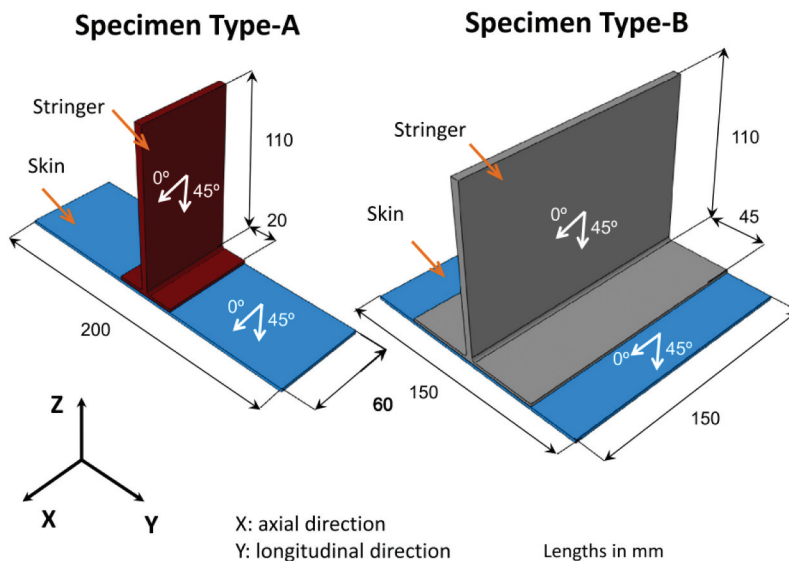 Specimen Type-A
Specimen Type-B
Stringer
Skin
0º
45º
110
20
0º
45º
200
60
Stringer
Skin
0º
45º
110
45
0º
45º
150
150
Z
X
Y
X: axial direction
Y: longitudinal direction
Lengths in mm